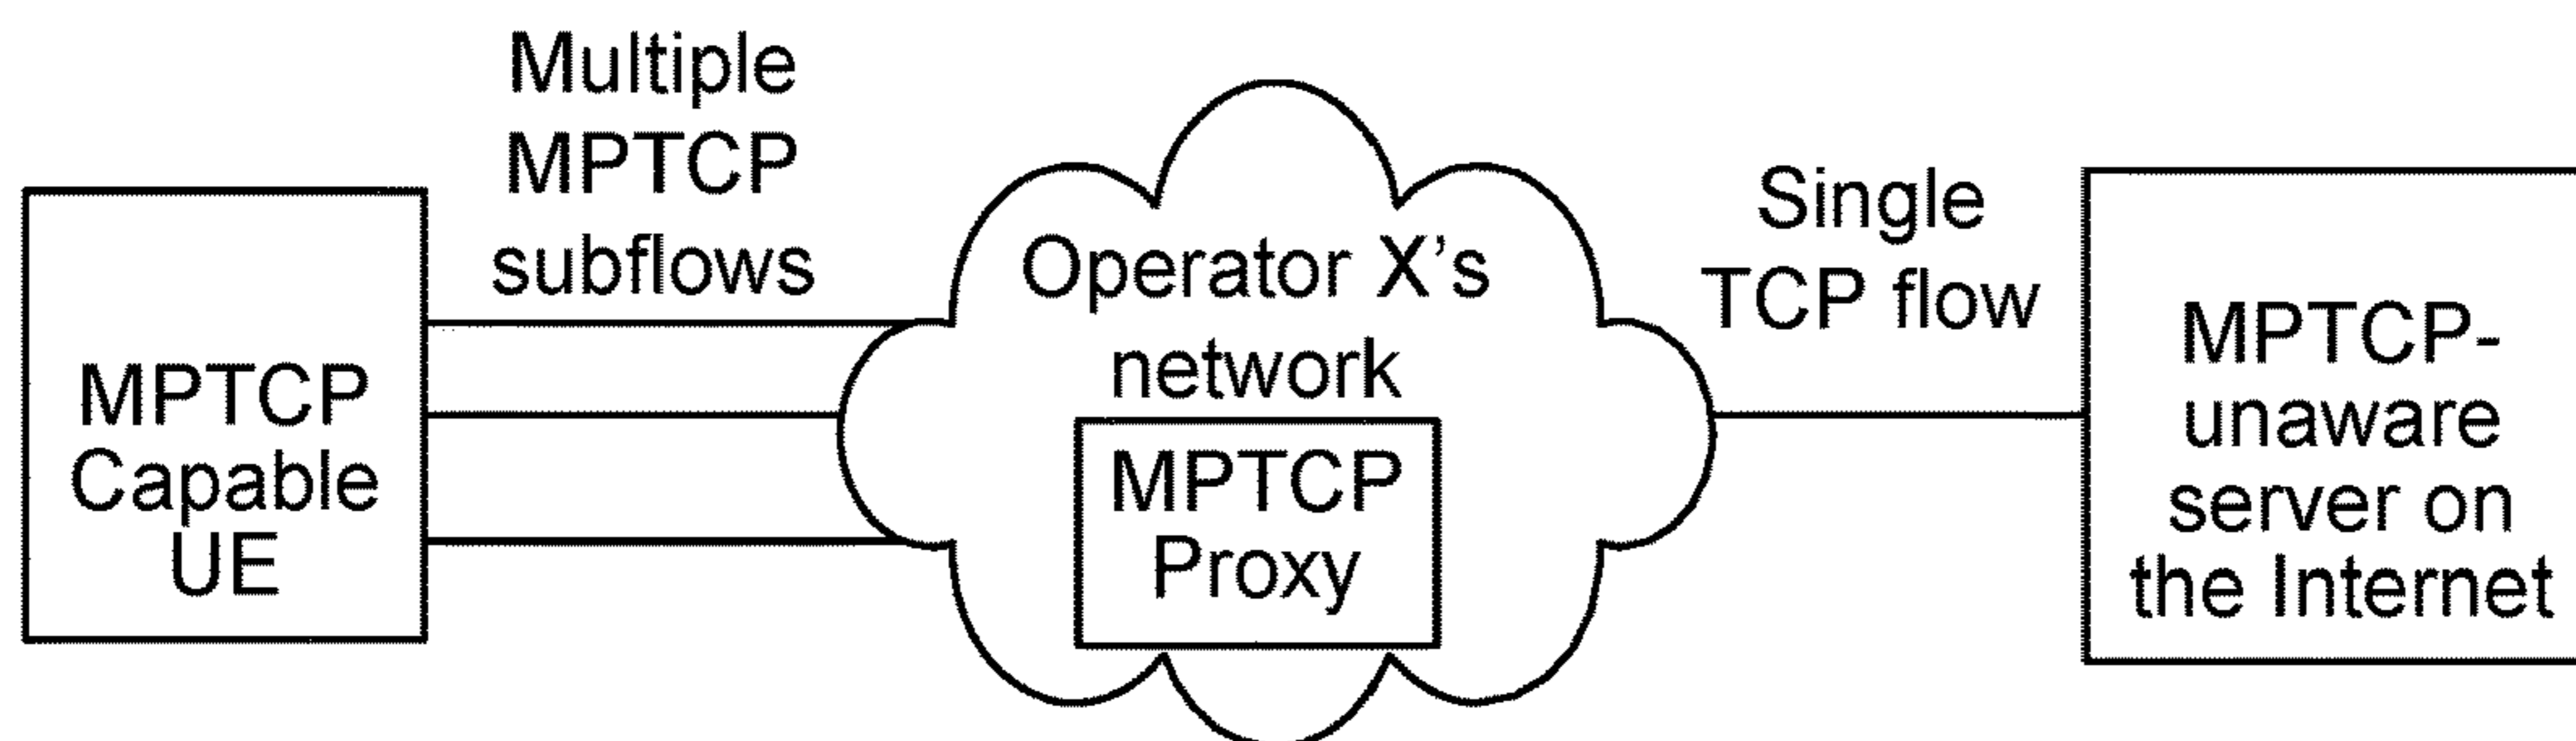 Multiple
MPTCP
subflows
MPTCP
Capable
UE
Operator X's
network
MPTCP
Proxy
Single
TCP flow
MPTCP-
unaware
server on
the Internet